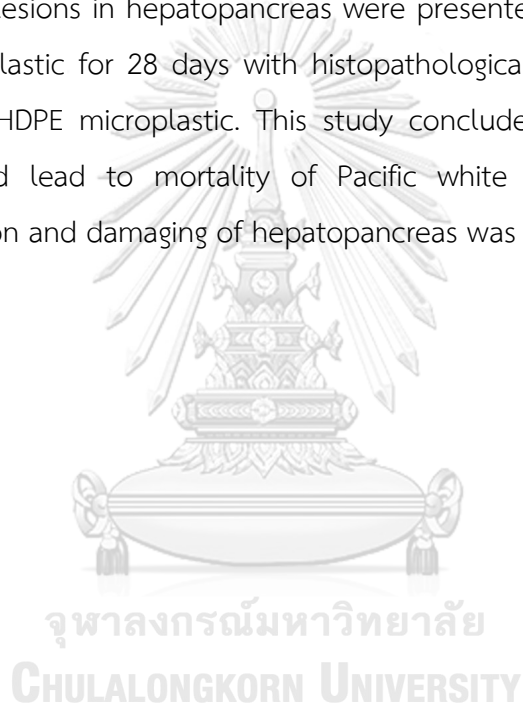 esions in hepatopancreas were presente
lastic for 28 days with histopathologica
HDPE microplastic. This study conclude
d lead to mortality of Pacific white
on and damaging of hepatopancreas was
จุฬาลงกรณ์มหาวิทยาลัย
CHULALONGKORN UNIVERSITY